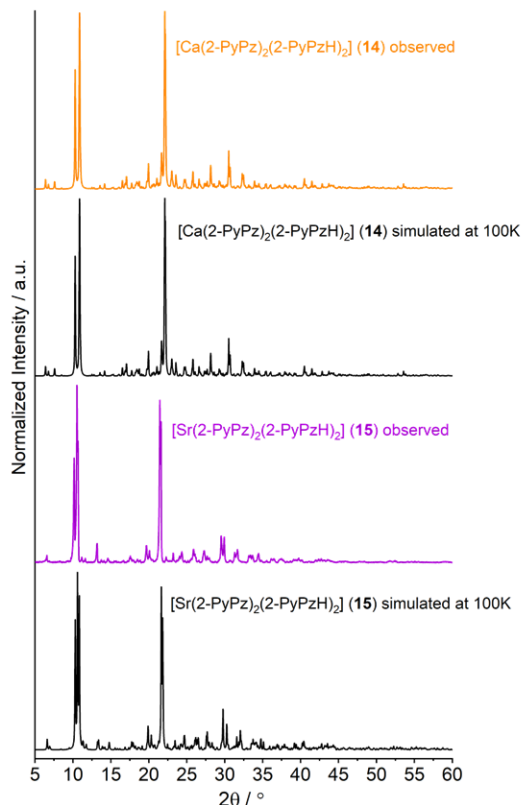 [Ca(2-PyPz)₂(2-PyPzH)₂] (14) observed
[Ca(2-PyPz)₂(2-PyPzH)₂] (14) simulated at 100K
[Sr(2-PyPz)₂(2-PyPzH)₂] (15) observed
[Sr(2-PyPz)₂(2-PyPzH)₂] (15) simulated at 100K
Normalized Intensity / a.u.
5 10 15 20 25 30 35 40 45 50 55 60
2θ / °